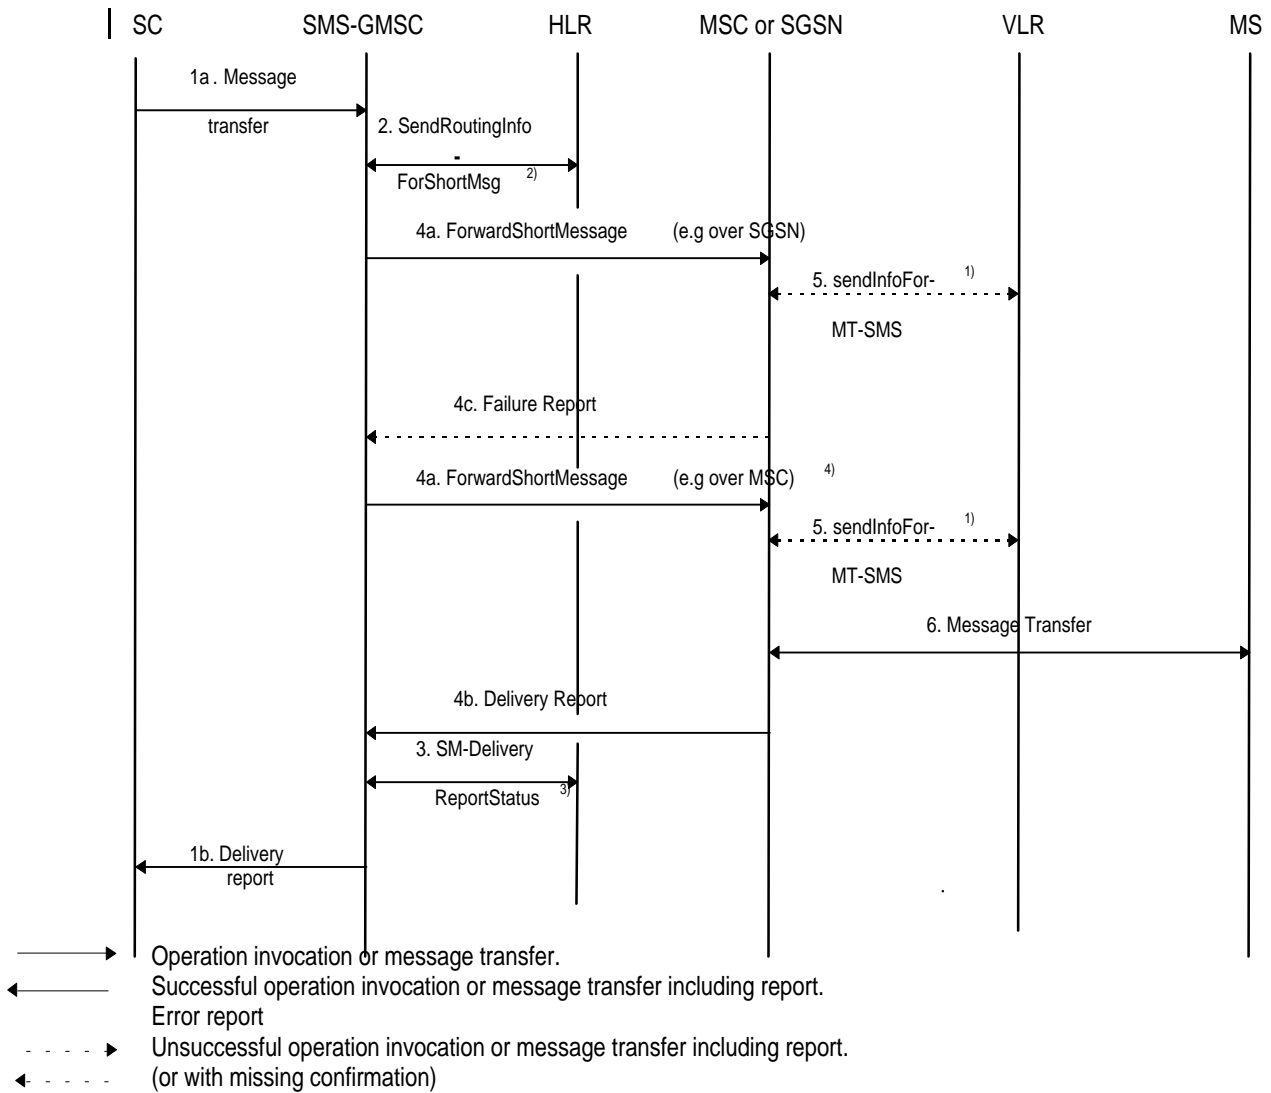 SC SMS-GMSC HLR MSC or SGSN VLR MS
1a . Message
transfer
2. SendRoutingInfo
-
ForShortMsg 2)
4a. ForwardShortMessage (e.g over SGSN)
5. sendInfoFor- 1)
MT-SMS
4c. Failure Report
4a. ForwardShortMessage (e.g over MSC) 4)
5. sendInfoFor- 1)
MT-SMS
6. Message Transfer
4b. Delivery Report
3. SM-Delivery
ReportStatus 3)
1b. Delivery
report
.
Operation invocation or message transfer.
Successful operation invocation or message transfer including report.
Error report
Unsuccessful operation invocation or message transfer including report.
(or with missing confirmation)